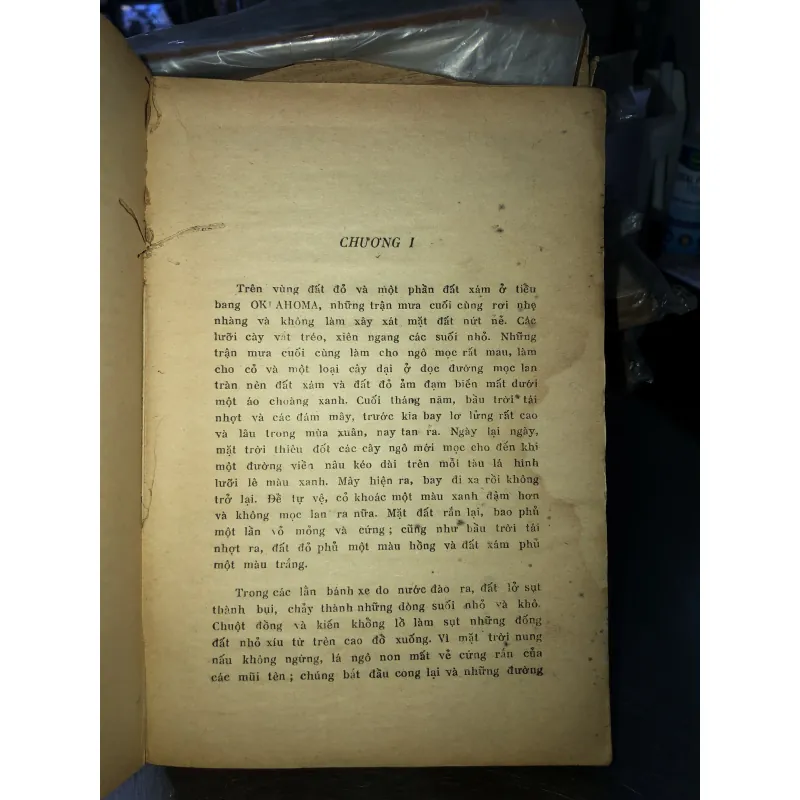 CHƯƠNG I
Trên vùng đất đỏ và một phần đất xám ở tiểu
bang OKLAHOMA, những trận mưa cuối cùng rơi nhẹ
nhàng và không làm xây xát mặt đất nứt nẻ. Các
lưỡi cày vắt tréo, xiên ngang các suối nhỏ. Những
trận mưa cuối cùng làm cho ngô mọc rất mau, làm
cho cỏ và một loại cây dại ở dọc đường mọc lan
tràn nên đất xám và đất đỏ ảm đạm biến mất dưới
một áo choàng xanh. Cuối tháng năm, bầu trời tái
nhợt và các đám mây, trước kia bay lơ lửng rất cao
và lâu trong mùa xuân, nay tan ra. Ngày lại ngày,
mặt trời thiêu đốt các cây ngô mới mọc cho đến khi
một đường viền nâu kéo dài trên mỗi tàu lá hình
lưỡi lê màu xanh. Mây hiện ra, bay đi xa rồi không
trở lại. Để tự vệ, cỏ khoác một màu xanh đậm hơn
và không mọc lan ra nữa. Mặt đất rắn lại, bao phủ
một lần vỏ mỏng và cứng ; cũng như bầu trời tái
nhợt ra, đất đỏ phủ một màu hồng và đất xám phủ
một màu trắng.
Trong các lằn bánh xe do nước đào ra, đất lở sụt
thành bụi, chảy thành những dòng suối nhỏ và khô.
Chuột đồng và kiến khổng lồ làm sụt những đống
đất nhỏ xíu từ trên cao đổ xuống. Vì mặt trời nung
nấu không ngừng, lá ngô non mất vẻ cứng rắn của
các mũi tên ; chúng bắt đầu cong lại và những đường